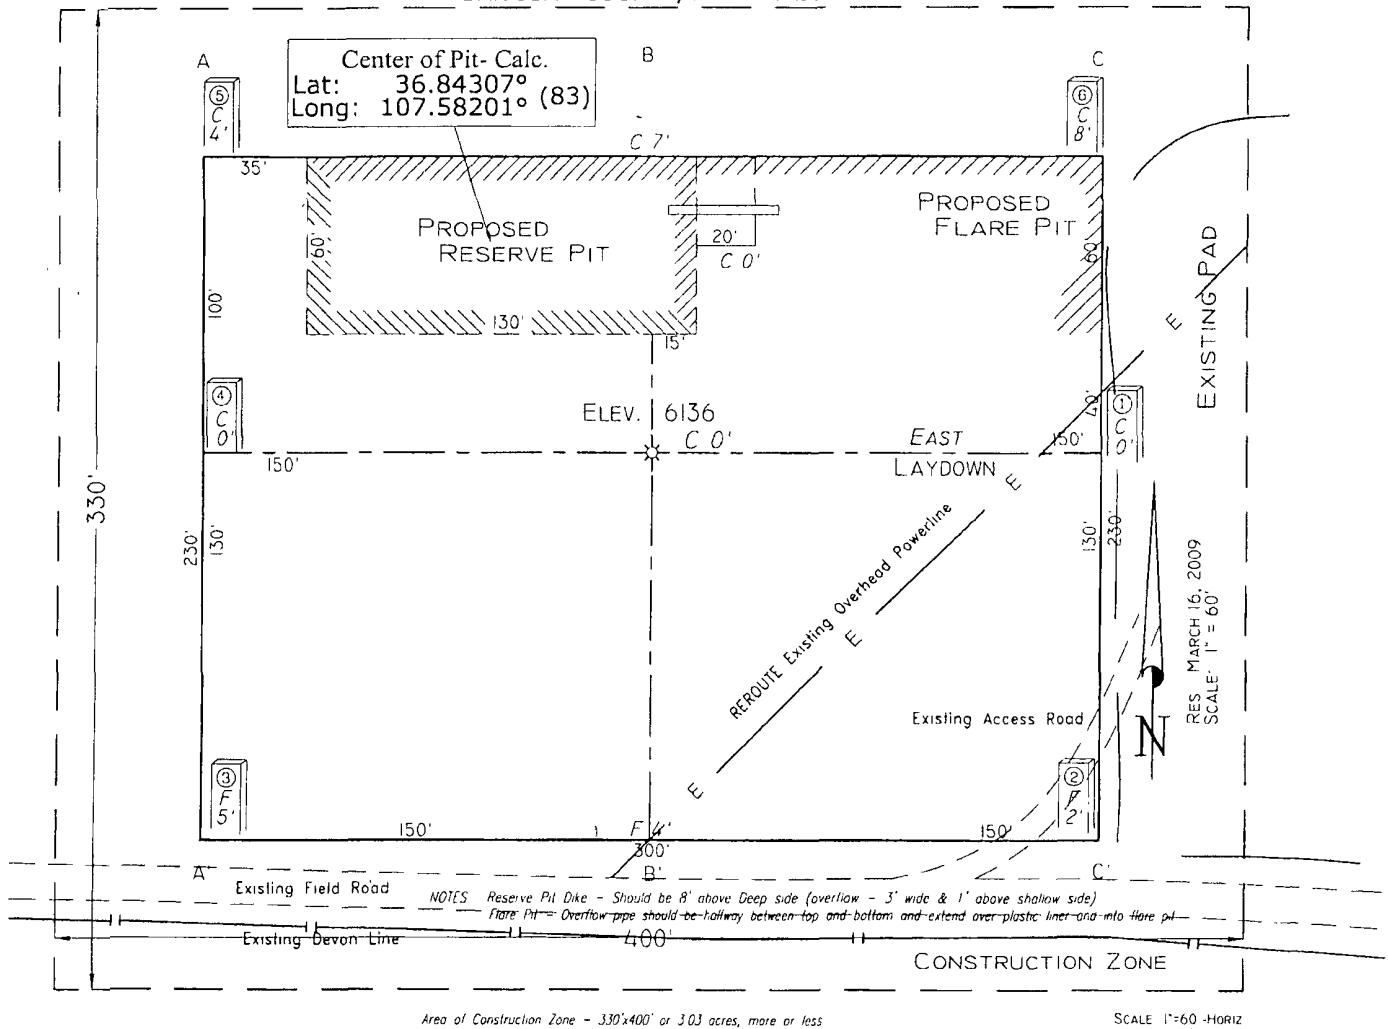 A
B
C
Center of Pit- Calc.
Lat: 36.84307°
Long: 107.58201° (83)
⑤
C
4'
⑥
C
8'
C 7'
35'
PROPOSED
RESERVE PIT
PROPOSED
FLARE PIT
60'
20'
C 0'
60'
100'
130'
15'
EXISTING PAD
E
④
C
0'
①
C
0'
40'
ELEV. 6136
C 0'
EAST
150'
150'
LAYDOWN
E
330'
230'
130'
130'
230'
REROUTE Existing Overhead Powerline
E
RES MARCH 16, 2009
SCALE: 1" = 60'
Existing Access Road
N
③
F
5'
②
F
2'
E
150'
F 4'
150'
300'
A'
B'
C'
Existing Field Road
NOTES Reserve Pit Dike - Should be 8' above Deep side (overflow - 3' wide & 1' above shallow side)
Flare Pit - Overflow pipe should be halfway between top and bottom and extend over plastic liner and into flare pit
Existing Devon Line
400'
CONSTRUCTION ZONE
Area of Construction Zone - 330'x400' or 3.03 acres, more or less
SCALE 1"=60'-HORIZ